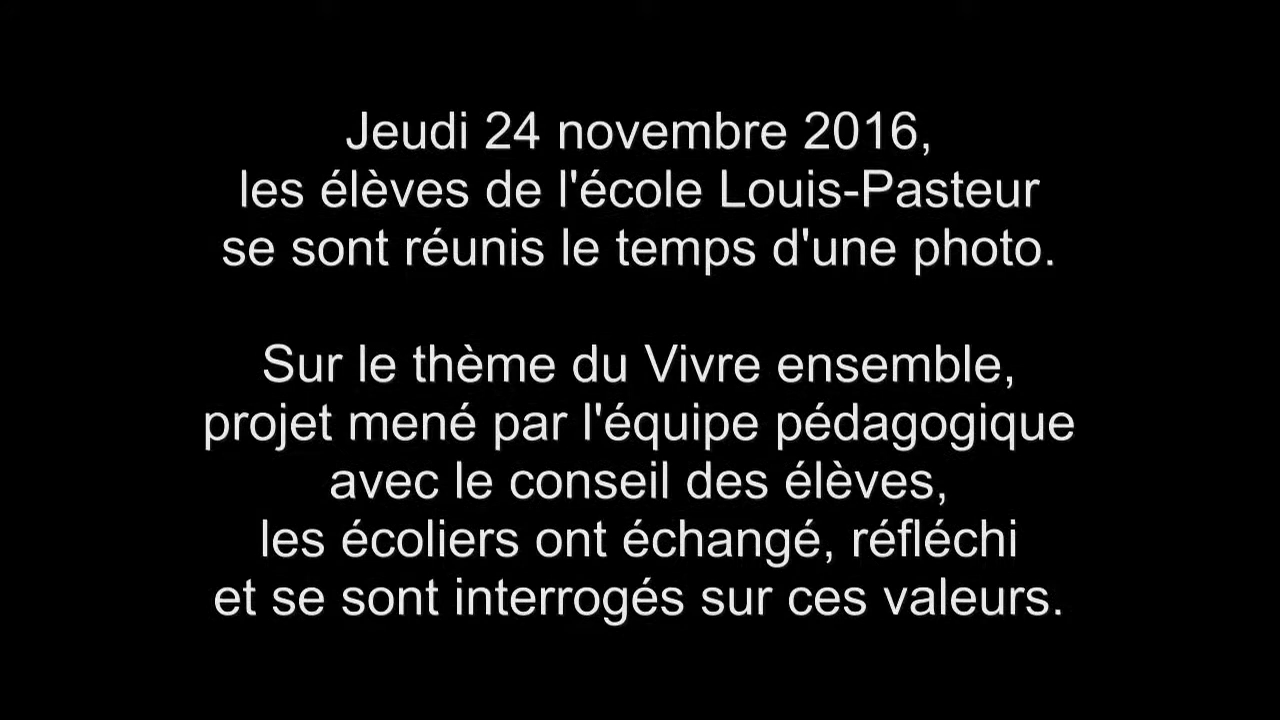 Jeudi 24 novembre 2016,
les élèves de l'école Louis-Pasteur
se sont réunis le temps d'une photo.
Sur le thème du Vivre ensemble,
projet mené par l'équipe pédagogique
avec le conseil des élèves,
les écoliers ont échangé, réfléchi
et se sont interrogés sur ces valeurs.